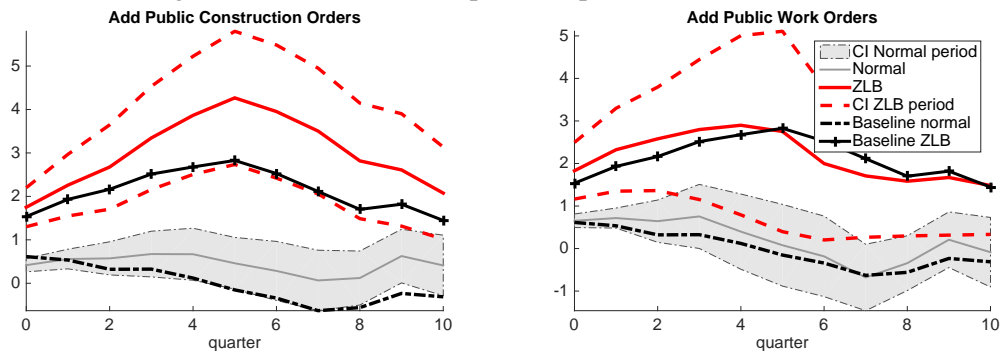 Add Public Construction Orders
5
4
3
2
1
0
0
2
4
6
8
10
quarter
Add Public Work Orders
5
4
3
2
1
0
-1
0
2
4
6
8
10
quarter
CI Normal period
Normal
ZLB
CI ZLB period
Baseline normal
Baseline ZLB